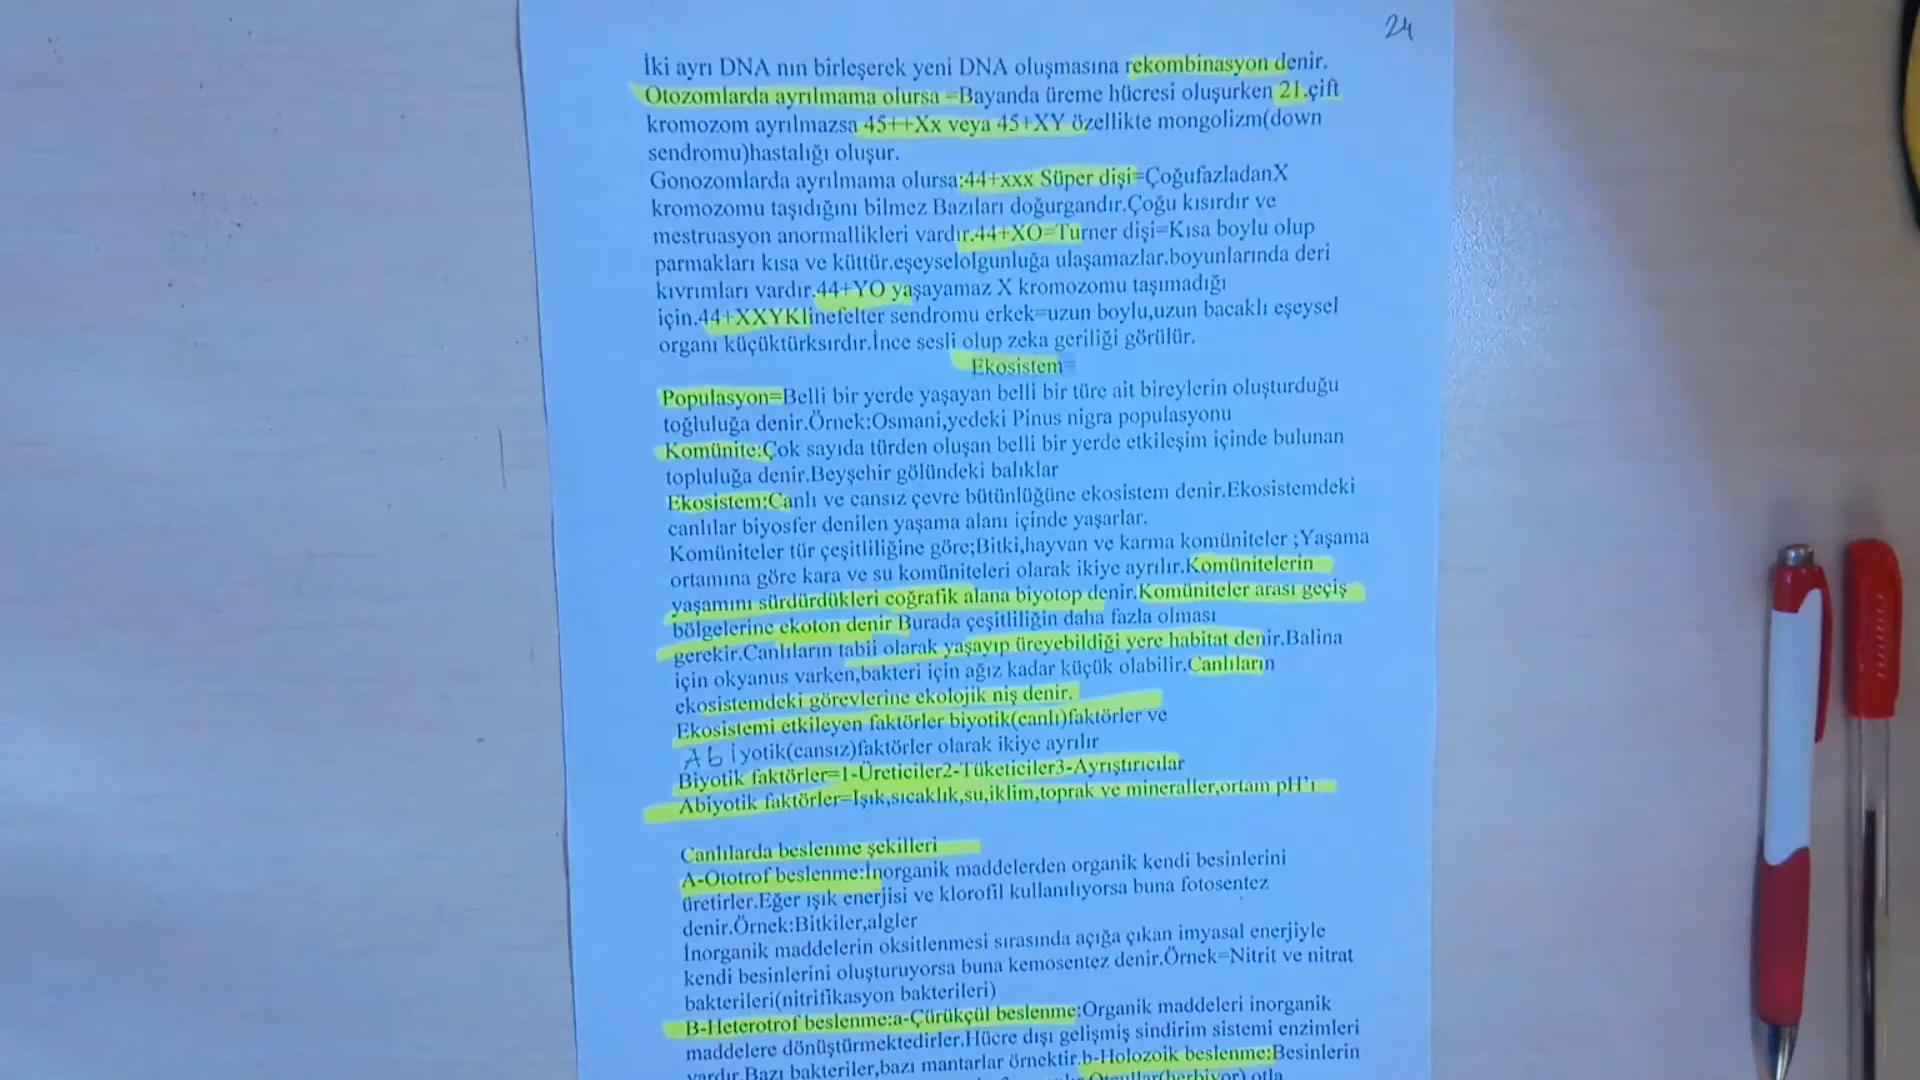 24
İki ayrı DNA nın birleşerek yeni DNA oluşmasına rekombinasyon denir.
Otozomlarda ayrılmama olursa =Bayanda üreme hücresi oluşurken 21.çift
kromozom ayrılmazsa 45++Xx veya 45+XY özellikte mongolizm(down
sendromu)hastalığı oluşur.
Gonozomlarda ayrılmama olursa:44+xxx Süper dişi=ÇoğufazladanX
kromozomu taşıdığını bilmez Bazıları doğurgandır.Çoğu kısırdır ve
mestruasyon anormallikleri vardır.44+XO=Turner dişi=Kısa boylu olup
parmakları kısa ve küttür.eşeyselolgunluğa ulaşamazlar.boyunlarında deri
kıvrımları vardır.44+YO yaşayamaz X kromozomu taşımadığı
için.44+XXYKlinefelter sendromu erkek=uzun boylu,uzun bacaklı eşeysel
organı küçüktürksırdır.İnce sesli olup zeka geriliği görülür.
Ekosistem=
Populasyon=Belli bir yerde yaşayan belli bir türe ait bireylerin oluşturduğu
toğluluğa denir.Örnek:Osmani,yedeki Pinus nigra populasyonu
Komünite:Çok sayıda türden oluşan belli bir yerde etkileşim içinde bulunan
topluluğa denir.Beyşehir gölündeki balıklar
Ekosistem:Canlı ve cansız çevre bütünlüğüne ekosistem denir.Ekosistemdeki
canlılar biyosfer denilen yaşama alanı içinde yaşarlar.
Komüniteler tür çeşitliliğine göre;Bitki,hayvan ve karma komüniteler ;Yaşama
ortamına göre kara ve su komüniteleri olarak ikiye ayrılır.Komünitelerin
yaşamını sürdürdükleri coğrafik alana biyotop denir.Komüniteler arası geçiş
bölgelerine ekoton denir Burada çeşitliliğin daha fazla olması
gerekir.Canlıların tabii olarak yaşayıp üreyebildiği yere habitat denir.Balina
için okyanus varken,bakteri için ağız kadar küçük olabilir.Canlıların
ekosistemdeki görevlerine ekolojik niş denir.
Ekosistemi etkileyen faktörler biyotik(canlı)faktörler ve
Abiyotik(cansız)faktörler olarak ikiye ayrılır
Biyotik faktörler=1-Üreticiler2-Tüketiciler3-Ayrıştırıcılar
Abiyotik faktörler=Işık,sıcaklık,su,iklim,toprak ve mineraller,ortam pH'ı
Canlılarda beslenme şekilleri
A-Ototrof beslenme:İnorganik maddelerden organik kendi besinlerini
üretirler.Eğer ışık enerjisi ve klorofil kullanılıyorsa buna fotosentez
denir.Örnek:Bitkiler,algler
İnorganik maddelerin oksitlenmesi sırasında açığa çıkan imyasal enerjiyle
kendi besinlerini oluşturuyorsa buna kemosentez denir.Örnek=Nitrit ve nitrat
bakterileri(nitrifikasyon bakterileri)
B-Heterotrof beslenme:a-Çürükçül beslenme:Organik maddeleri inorganik
maddelere dönüştürmektedirler.Hücre dışı gelişmiş sindirim sistemi enzimleri
vardır.Bazı bakteriler,bazı mantarlar örnektir.b-Holozoik beslenme:Besinlerin
Otçullar(herbivor) otla